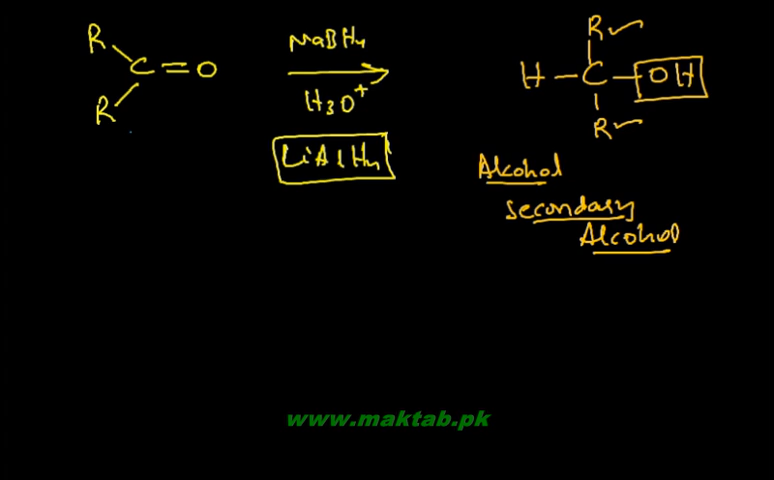 R
C = O
R
NaBH4
H3O+
LiAlH4
R
H - C - OH
R
Alcohol
secondary
Alcohol
www.maktab.pk